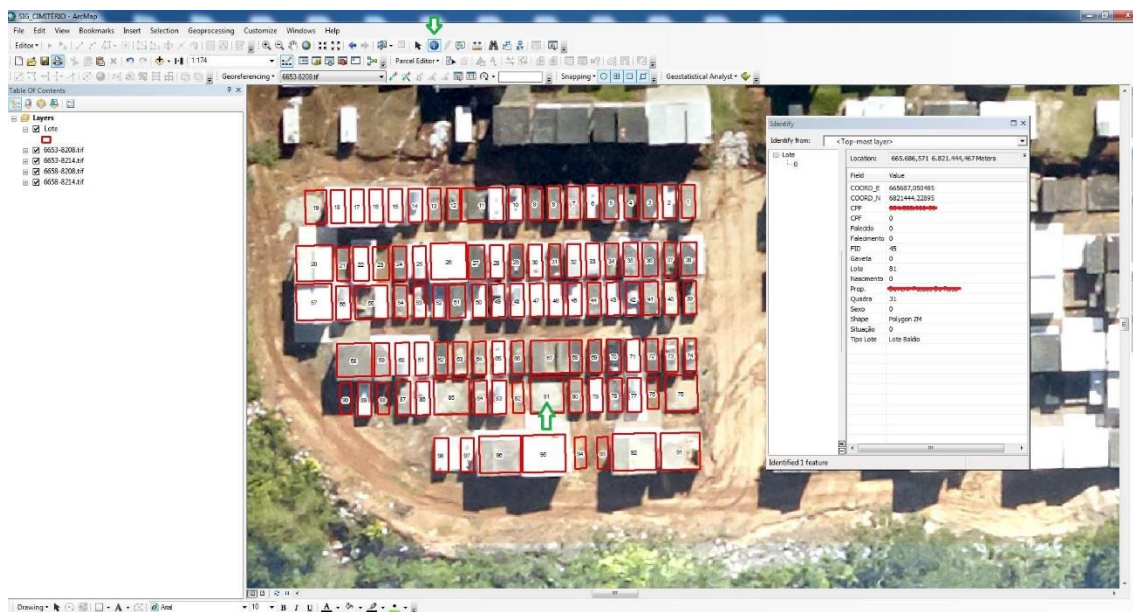 SIG_CIMITÉRIO - ArcMap
File Edit View Bookmarks Insert Selection Geoprocessing Customize Windows Help
Editor
1:174
Parcel Editor
Georeferencing 6653-8208.tif
Snapping
Geostatistical Analyst
Table Of Contents
Layers
Lote
6653-8208.tif
6653-8214.tif
6658-8208.tif
6658-8214.tif
Identify
Identify from: <Top-most layer>
Lote
0
Location: 665.686,571 6.821.444,467 Meters
Field Value
COORD_E 665687,050485
COORD_N 6821444,22895
CPF
CPF 0
Falecido 0
Falecimento 0
FID 45
Gaveta 0
Lote 81
Nascimento 0
Prop.
Quadra 31
Sexo 0
Shape Polygon ZM
Situação 0
Tipo Lote Lote Baldio
Identified 1 feature
19 18 17 16 15 14 13 12 11 10 9 8 7 6 5 4 3 2 1
20 21 22 23 24 25 26 27 28 29 30 31 32 33 34 35 36 37 38
57 56 55 54 53 52 51 50 49 48 47 46 45 44 43 42 41 40 39
58 59 60 61 62 63 64 65 66 67 68 69 70 71 72 73 74
90 89 88 87 86 85 84 83 82 81 80 79 78 77 76 75
98 97 96 95 94 93 92 91
Drawing Arial 10 B I U A